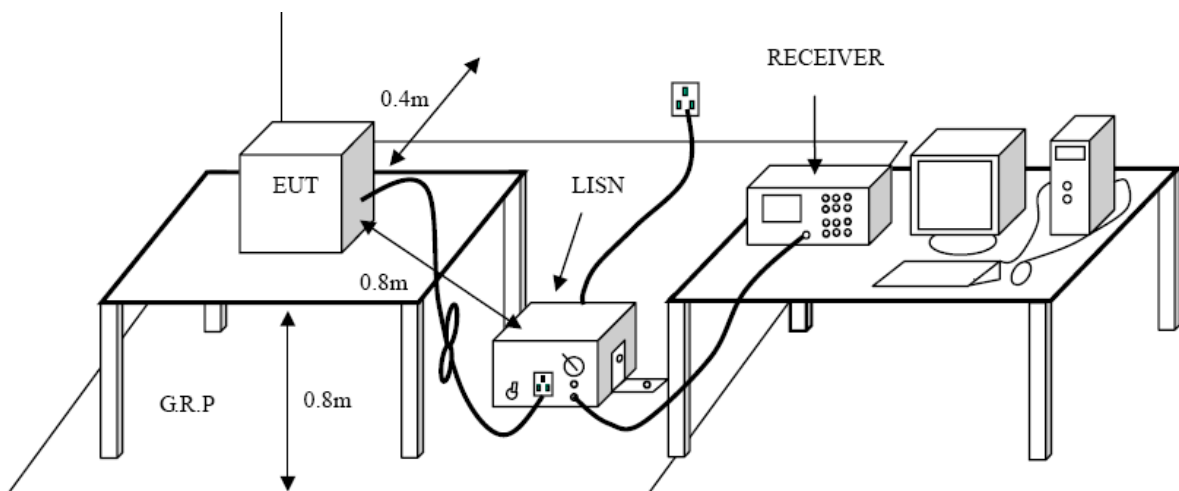 RECEIVER
0.4m
EUT
LISN
0.8m
G.R.P
0.8m